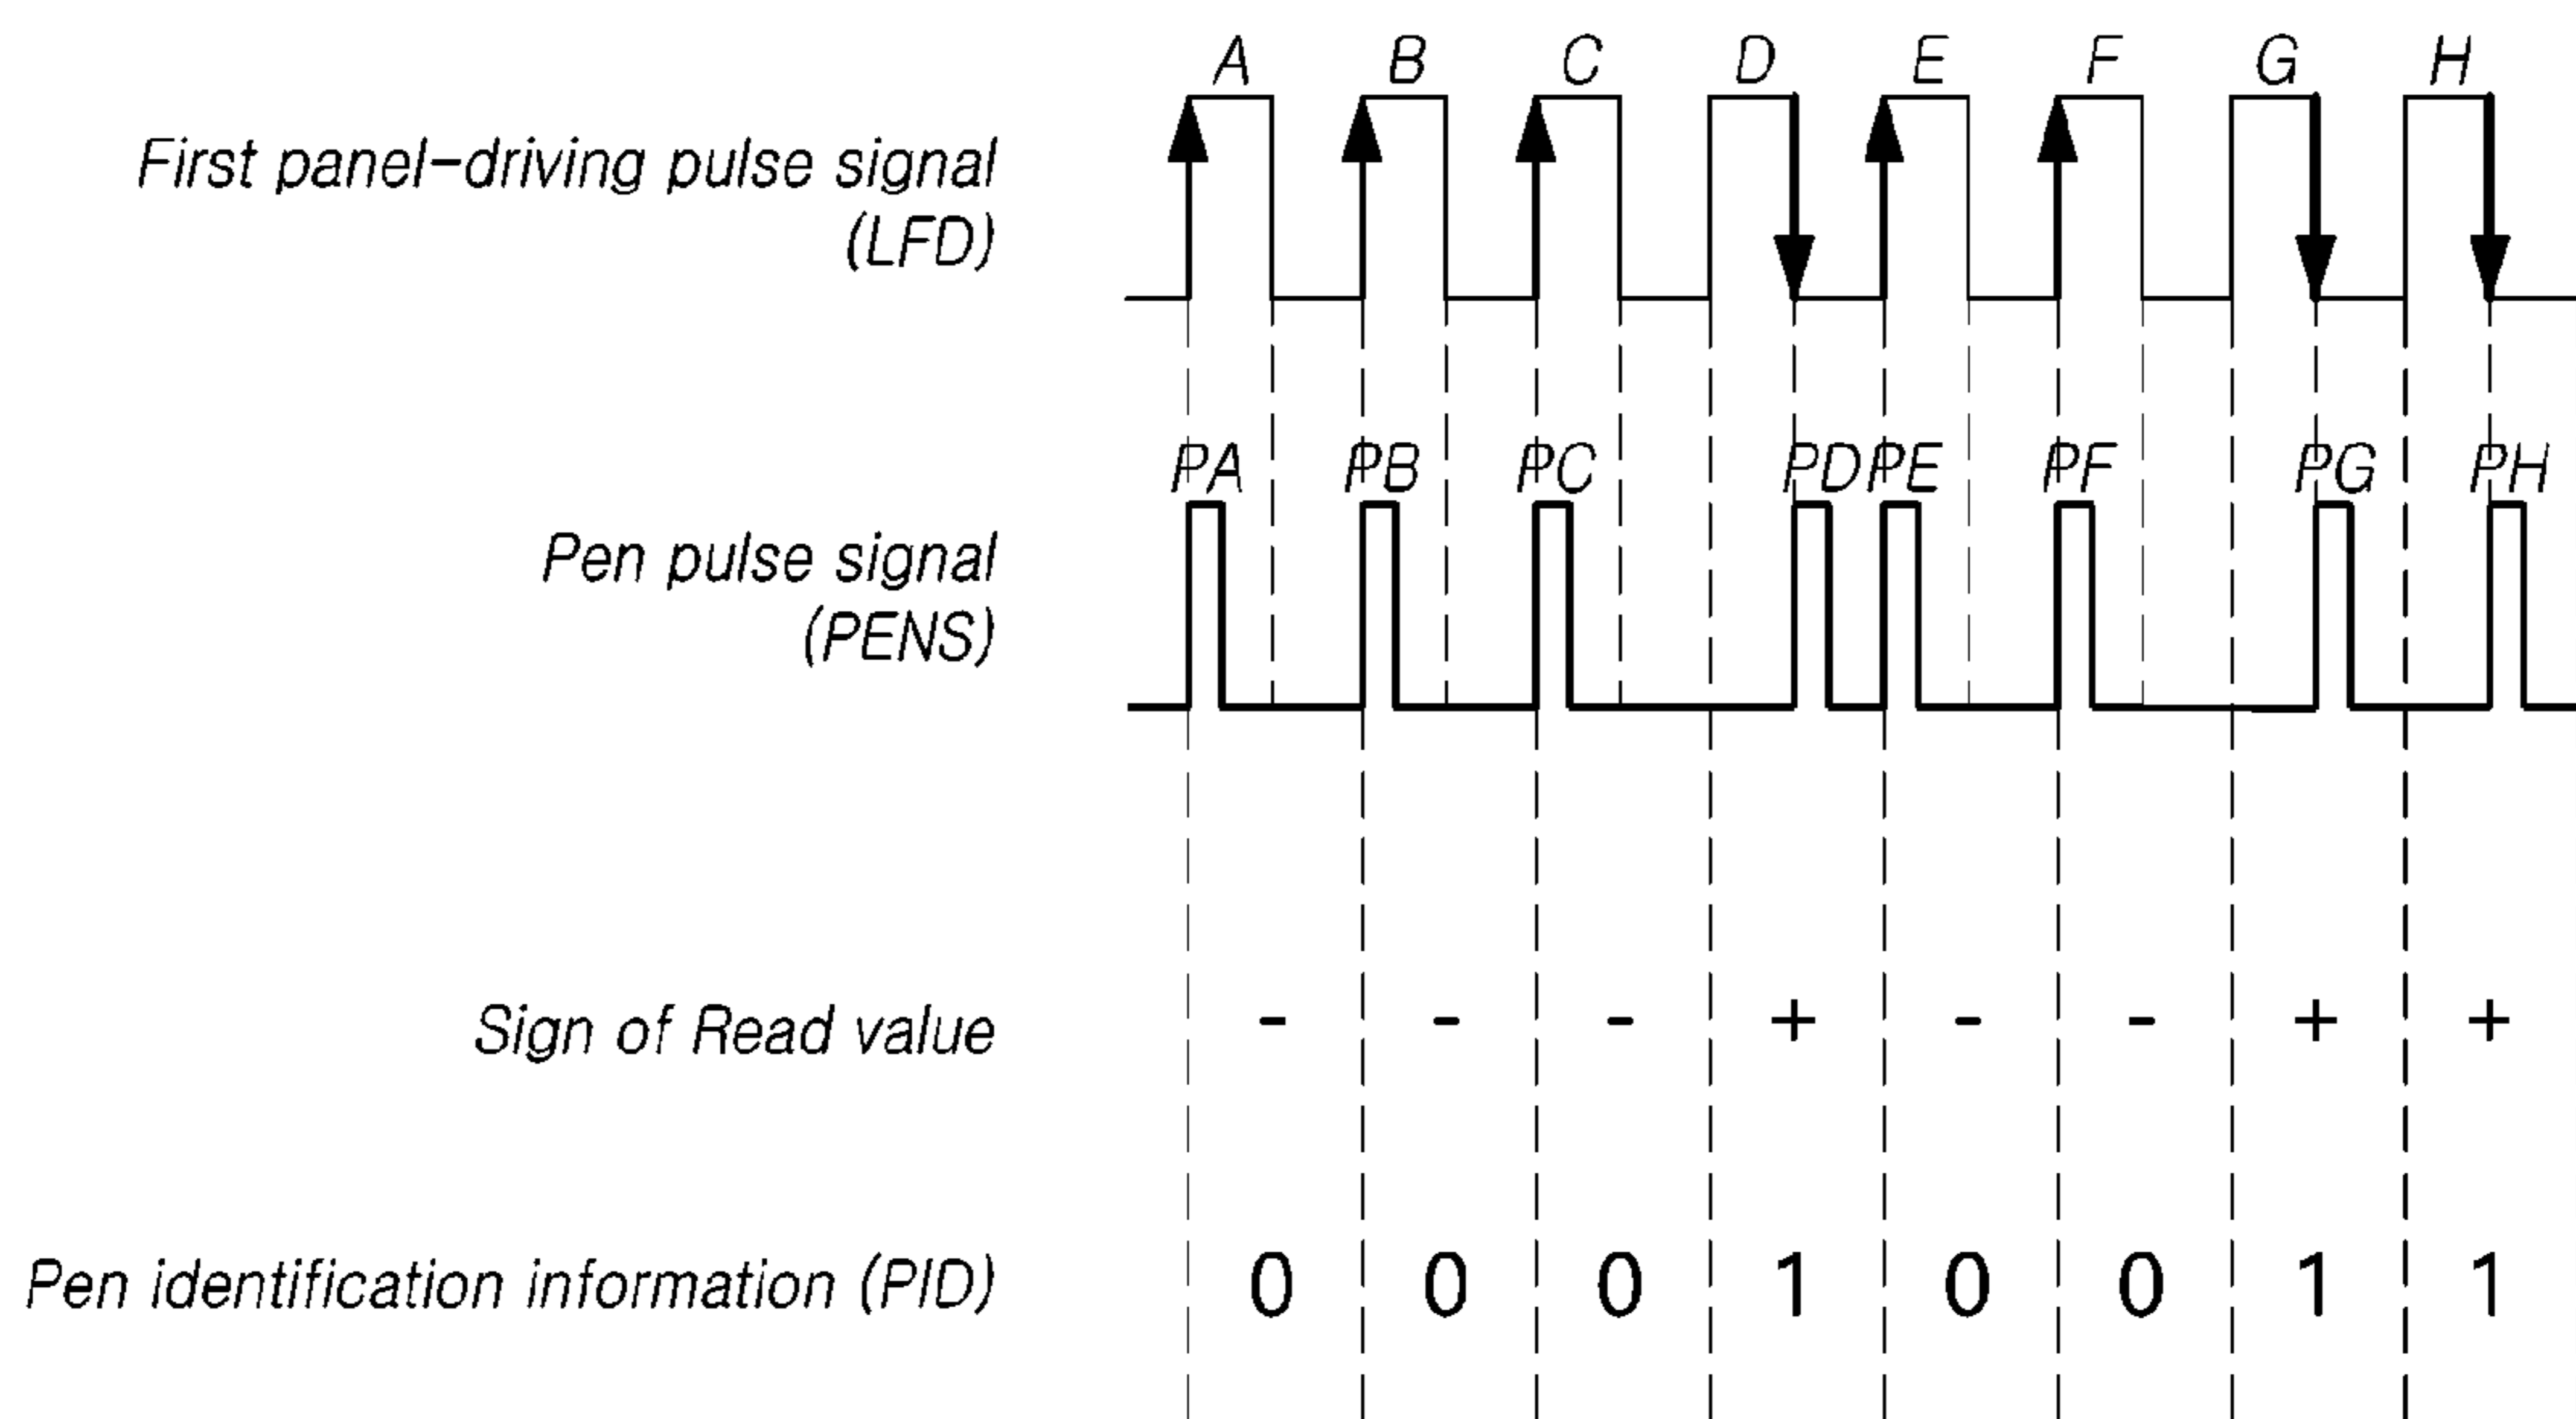 A B C D E F G H
First panel-driving pulse signal
(LFD)
PA PB PC PD PE PF PG PH
Pen pulse signal
(PENS)
Sign of Read value - - - + - - + +
Pen identification information (PID) 0 0 0 1 0 0 1 1